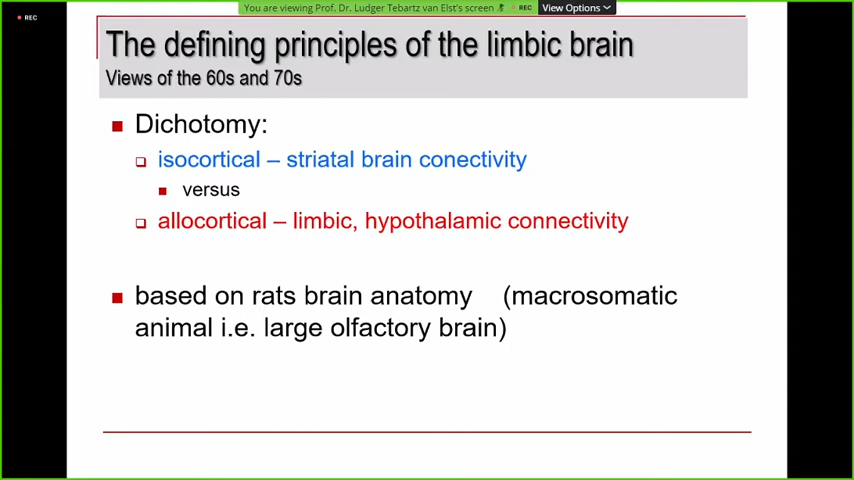 REC
You are viewing Prof. Dr. Ludger Tebartz van Elst's screen
REC
View Options
The defining principles of the limbic brain
Views of the 60s and 70s
Dichotomy:
isocortical – striatal brain conectivity
versus
allocortical – limbic, hypothalamic connectivity
based on rats brain anatomy (macrosomatic
animal i.e. large olfactory brain)